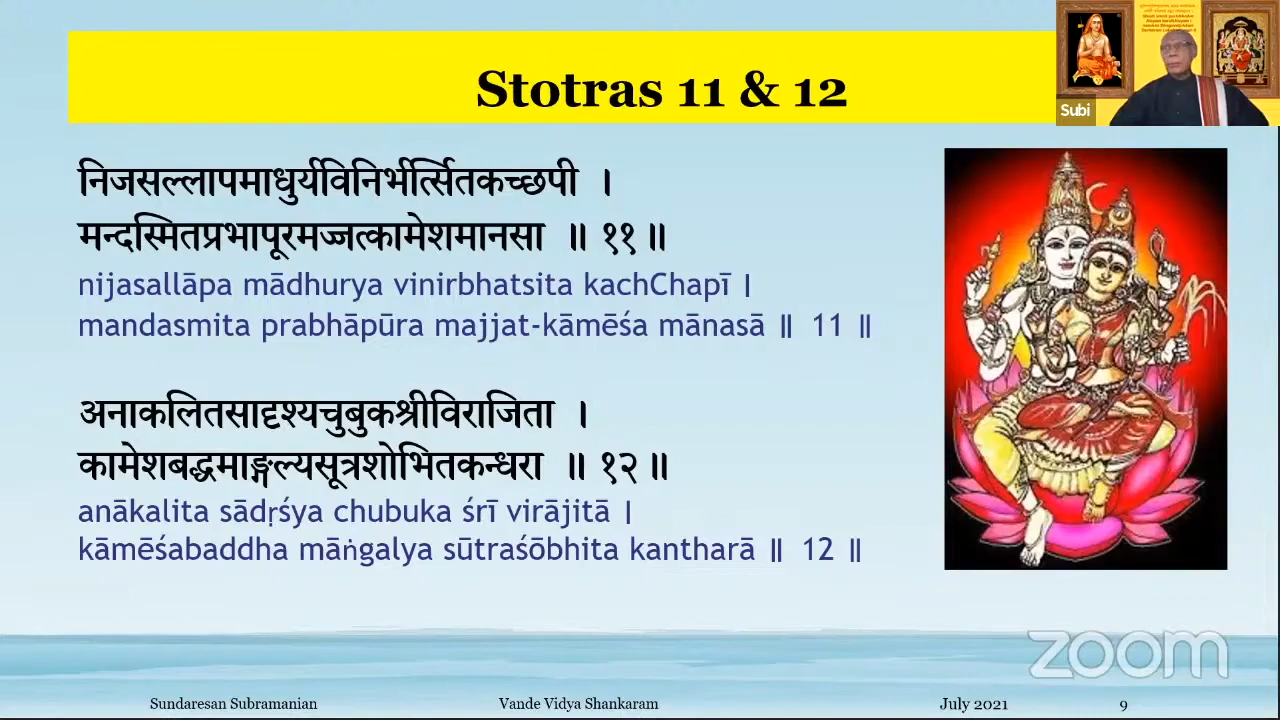 Stotras 11 & 12
Subi
निजसल्लापमाधुर्यविनिर्भर्त्सितकच्छपी ।
मन्दस्मितप्रभापूरमज्जत्कामेशमानसा ॥ ११॥
nijasallāpa mādhurya vinirbhatsita kachChapī ।
mandasmita prabhāpūra majjat-kāmēśa mānasā ॥ 11 ॥
अनाकलितसादृश्यचुबुकश्रीविराजिता ।
कामेशबद्धमाङ्गल्यसूत्रशोभितकन्धरा ॥ १२॥
anākalita sādṛśya chubuka śrī virājitā ।
kāmēśabaddha māṅgalya sūtraśōbhita kantharā ॥ 12 ॥
zoom
Sundaresan Subramanian Vande Vidya Shankaram July 2021 9